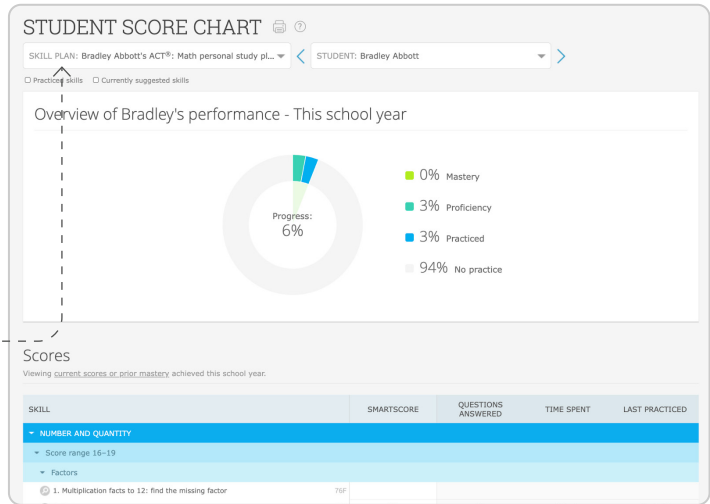 STUDENT SCORE CHART
SKILL PLAN: Bradley Abbott's ACT®: Math personal study pl...
STUDENT: Bradley Abbott
Practiced skills
Currently suggested skills
Overview of Bradley's performance - This school year
Progress:
6%
0% Mastery
3% Proficiency
3% Practiced
94% No practice
Scores
Viewing current scores or prior mastery achieved this school year.
SKILL SMARTSCORE QUESTIONS ANSWERED TIME SPENT LAST PRACTICED
NUMBER AND QUANTITY
Score range 16–19
Factors
1. Multiplication facts to 12: find the missing factor 76F